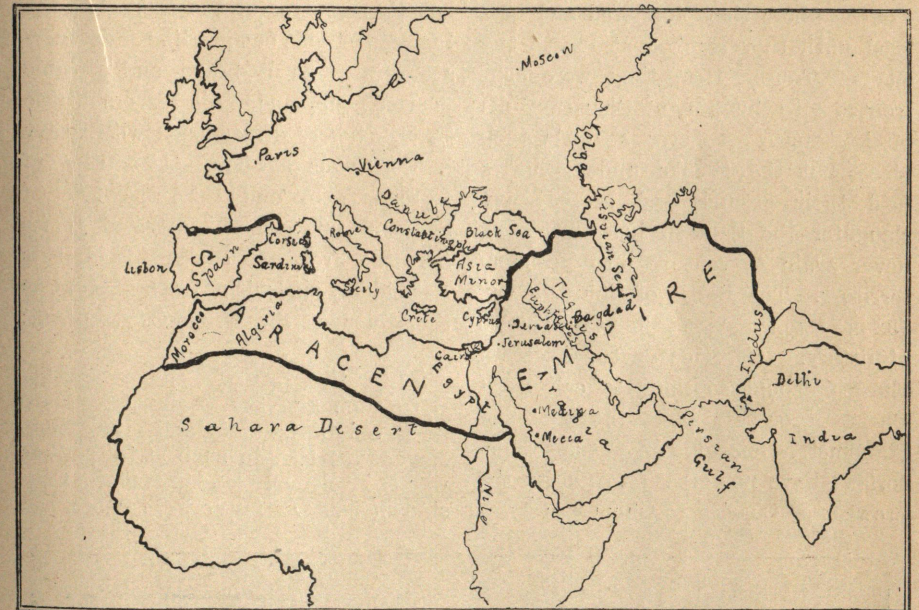 Moscow
Volga
Paris
Vienna
Danube
Constantinople
Black Sea
Caspian Sea
Lisbon
Spain
Corsica
Sardinia
Rome
Sicily
Crete
Asia
Minor
Cyprus
Euphrates
Tigris
Bagdad
Jerusalem
Morocco
Algeria
Cairo
Egypt
SARACEN EMPIRE
Medina
Mecca
Persian
Gulf
Indus
Delhi
India
Sahara Desert
Nile